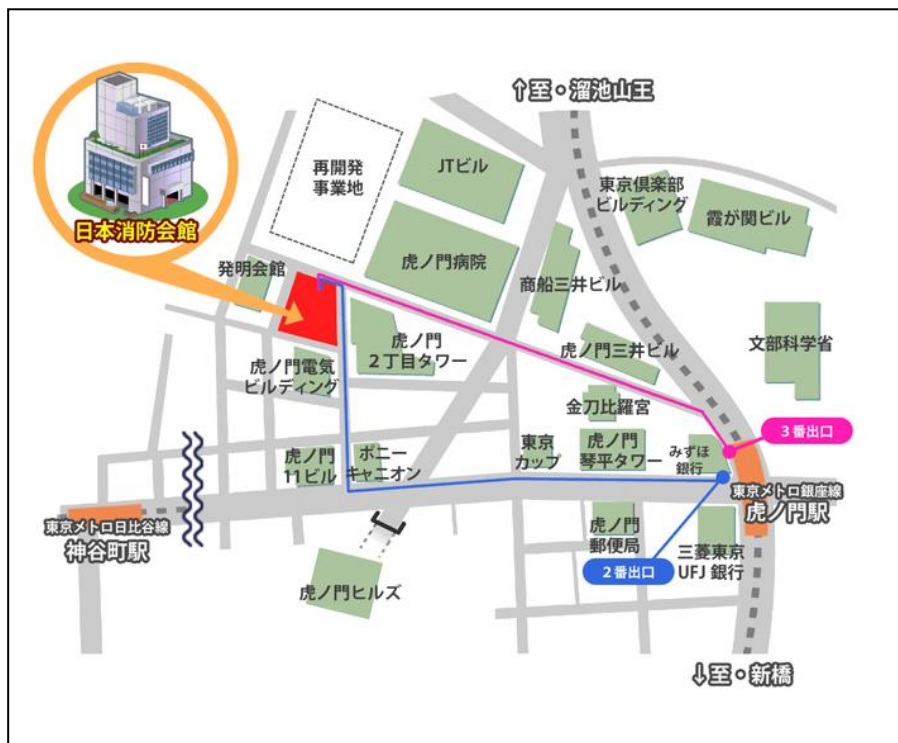 ↑至・溜池山王
再開発
事業地
JTビル
東京倶楽部
ビルディング
霞が関ビル
日本消防会館
発明会館
虎ノ門病院
商船三井ビル
虎ノ門
2丁目タワー
虎ノ門三井ビル
文部科学省
虎ノ門電気
ビルディング
金刀比羅宮
3番出口
虎ノ門
11ビル
ポニー
キャニオン
東京
カップ
虎ノ門
琴平タワー
みずほ
銀行
東京メトロ銀座線
虎ノ門駅
東京メトロ日比谷線
神谷町駅
虎ノ門
郵便局
三菱東京
UFJ 銀行
2番出口
虎ノ門ヒルズ
↓至・新橋